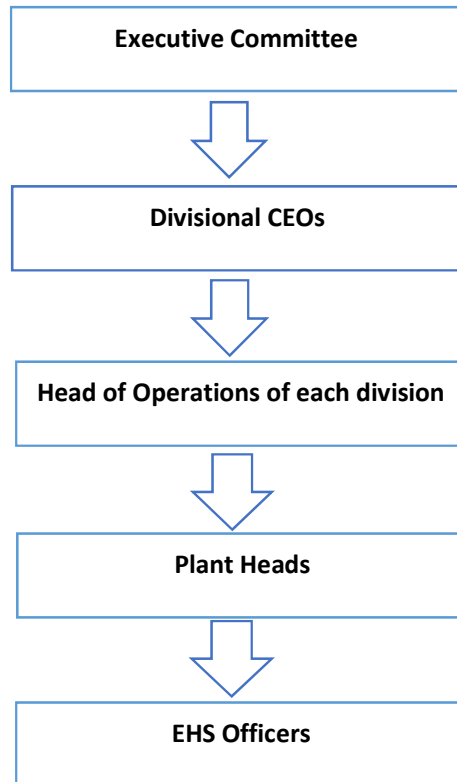 Executive Committee
Divisional CEOs
Head of Operations of each division
Plant Heads
EHS Officers